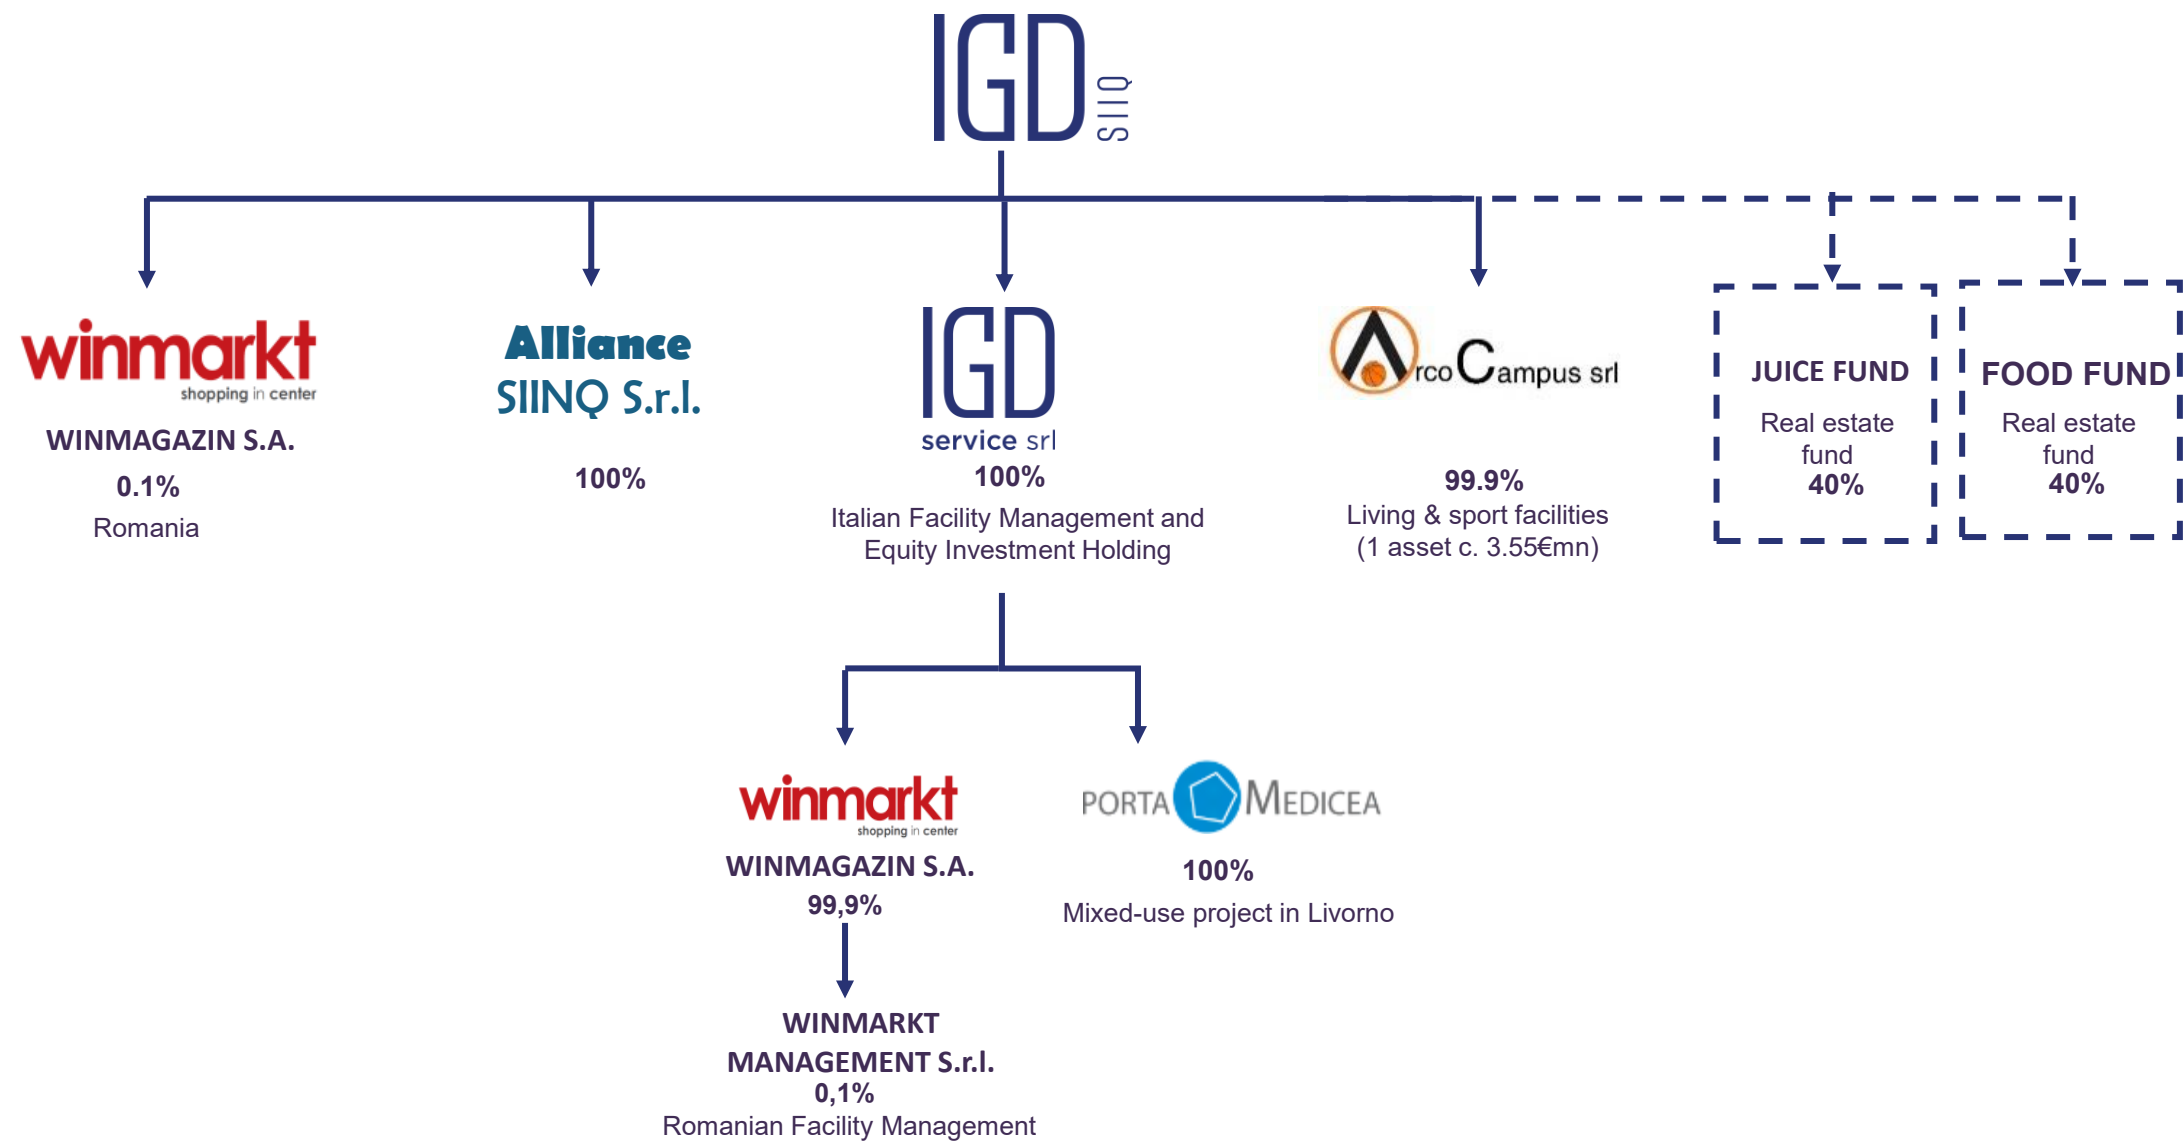 IGD
SIIQ
winmarkt
shopping in center
WINMAGAZIN S.A.
0.1%
Romania
Alliance
SIINQ S.r.l.
100%
IGD
service srl
100%
Italian Facility Management and
Equity Investment Holding
Arco Campus srl
99.9%
Living & sport facilities
(1 asset c. 3.55€mn)
JUICE FUND
Real estate
fund
40%
FOOD FUND
Real estate
fund
40%
winmarkt
shopping in center
WINMAGAZIN S.A.
99,9%
PORTA MEDICEA
100%
Mixed-use project in Livorno
WINMARKT
MANAGEMENT S.r.l.
0,1%
Romanian Facility Management